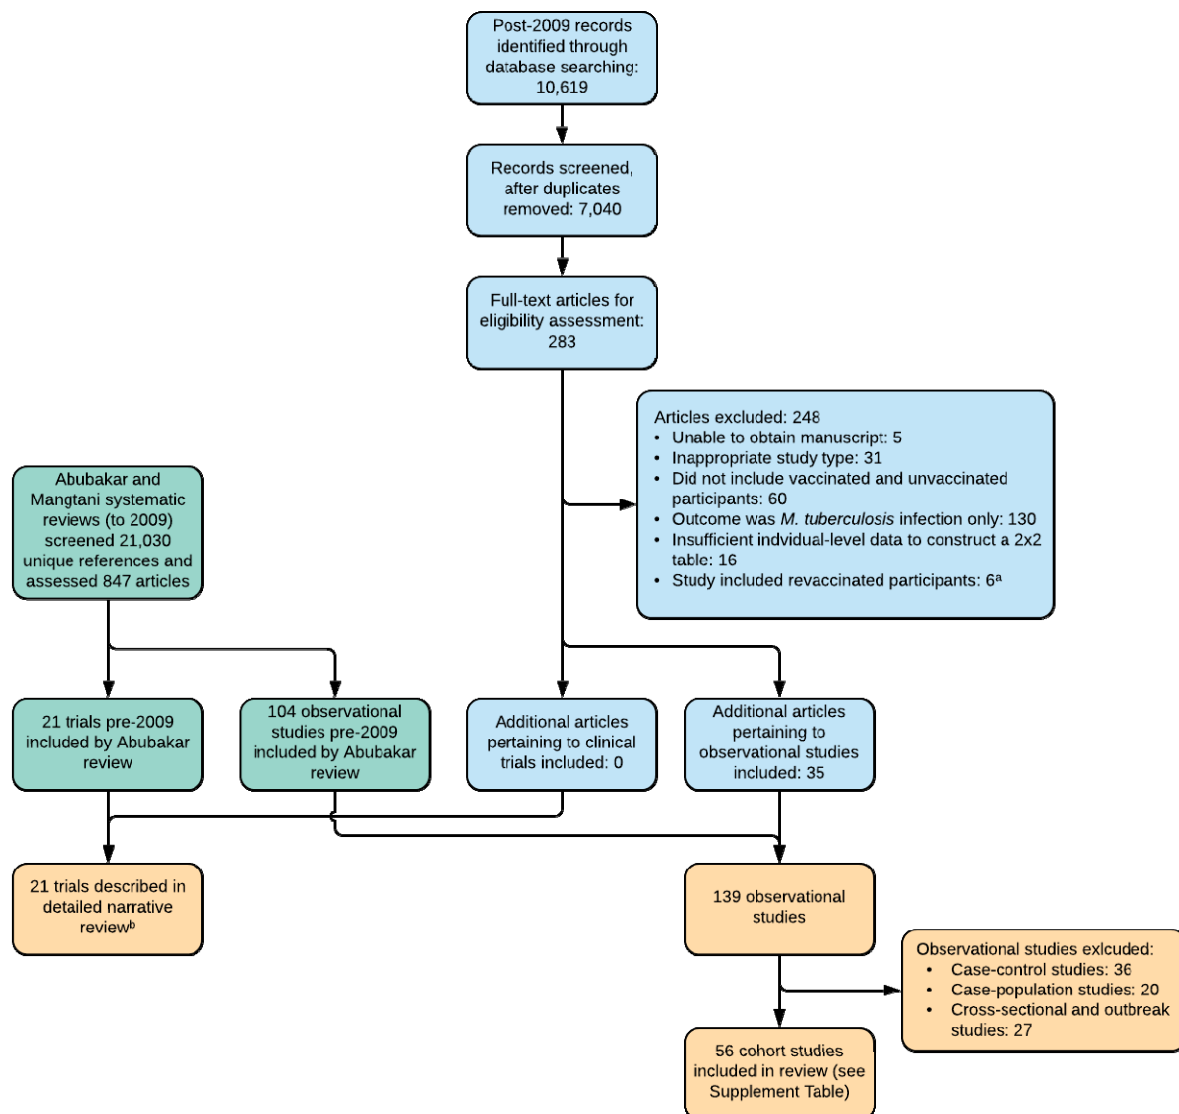 Post-2009 records
identified through
database searching:
10,619
Records screened,
after duplicates
removed: 7,040
Full-text articles for
eligibility assessment:
283
Articles excluded: 248
• Unable to obtain manuscript: 5
• Inappropriate study type: 31
• Did not include vaccinated and unvaccinated
participants: 60
• Outcome was M. tuberculosis infection only: 130
• Insufficient indvidual-level data to construct a 2x2
table: 16
• Study included revaccinated participants: 6ᵃ
Abubakar and
Mangtani systematic
reviews (to 2009)
screened 21,030
unique references and
assessed 847 articles
21 trials pre-2009
included by Abubakar
review
104 observational
studies pre-2009
included by Abubakar
review
Additional articles
pertaining to clinical
trials included: 0
Additional articles
pertaining to
observational studies
included: 35
21 trials described in
detailed narrative
reviewᵇ
139 observational
studies
Observational studies exlcuded:
• Case-control studies: 36
• Case-population studies: 20
• Cross-sectional and outbreak
studies: 27
56 cohort studies
included in review (see
Supplement Table)